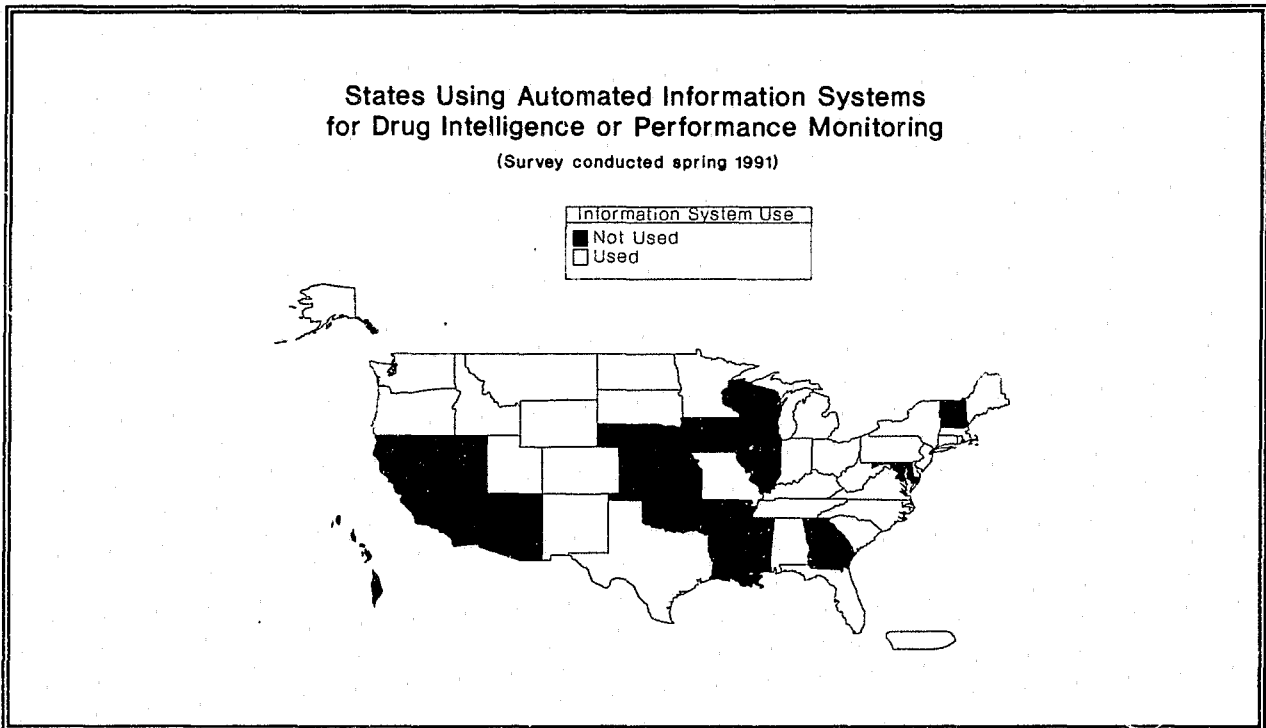 States Using Automated Information Systems
for Drug Intelligence or Performance Monitoring
(Survey conducted spring 1991)
Information System Use
Not Used
Used